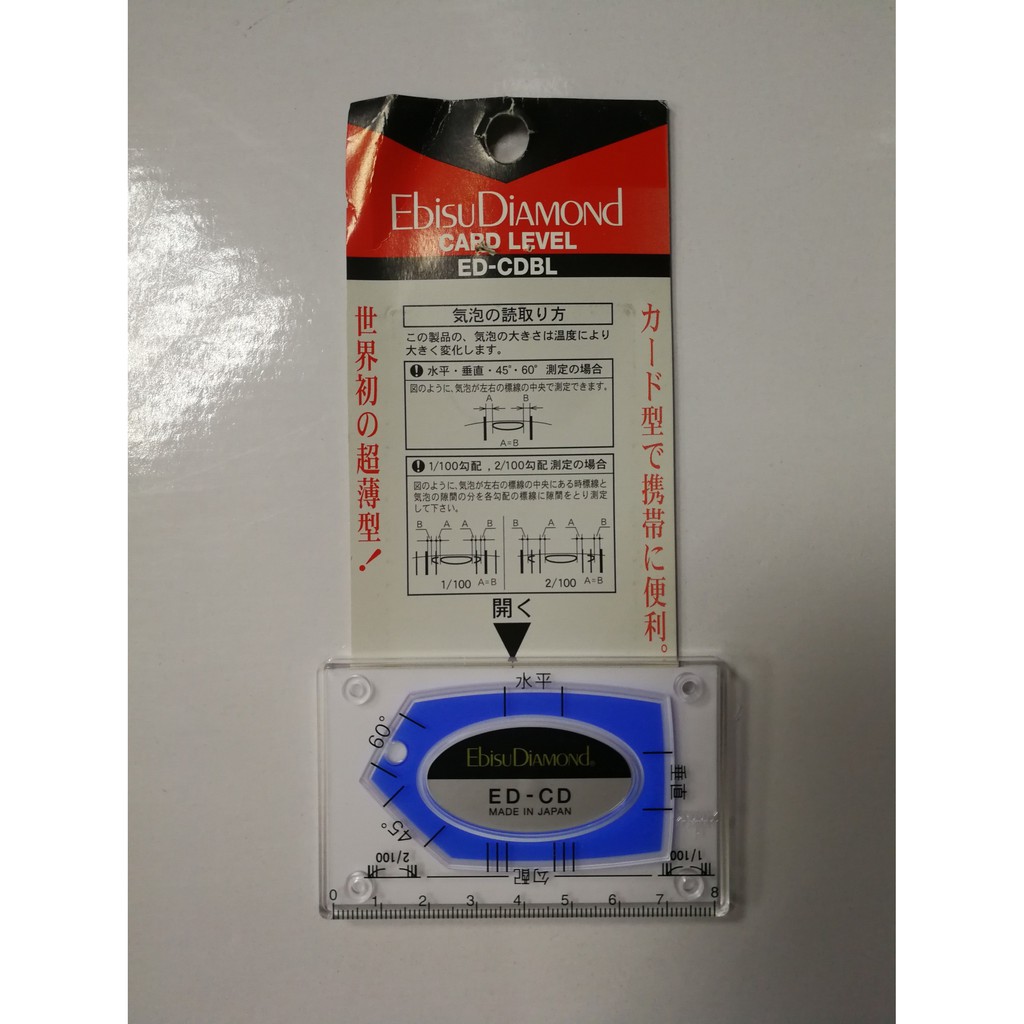 EbisuDiamond
CARD LEVEL
ED-CDBL
世界初の超薄型!
カード型で携帯に便利。
気泡の読取り方
この製品の、気泡の大きさは温度により
大きく変化します。
! 水平・垂直・45°・60° 測定の場合
図のように、気泡が左右の標線の中央で測定できます。
A B
A=B
! 1/100勾配 , 2/100勾配 測定の場合
図のように、気泡が左右の標線の中央にある時標線と
気泡の隙間の分を各勾配の標線に隙間をとり測定
して下さい。
B A A B B A A B
1/100 A=B 2/100 A=B
開く
水平
60°
垂直
EbisuDiamond®
ED-CD
MADE IN JAPAN
45°
2/100
勾配
1/100
0 1 2 3 4 5 6 7 8